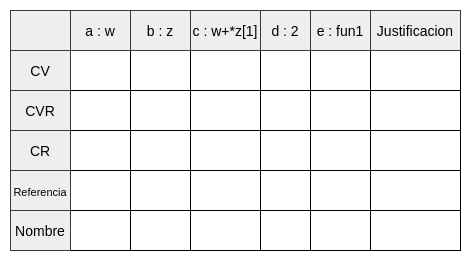 a : w b : z c : w+*z[1] d : 2 e : fun1 Justificacion
CV
CVR
CR
Referencia
Nombre